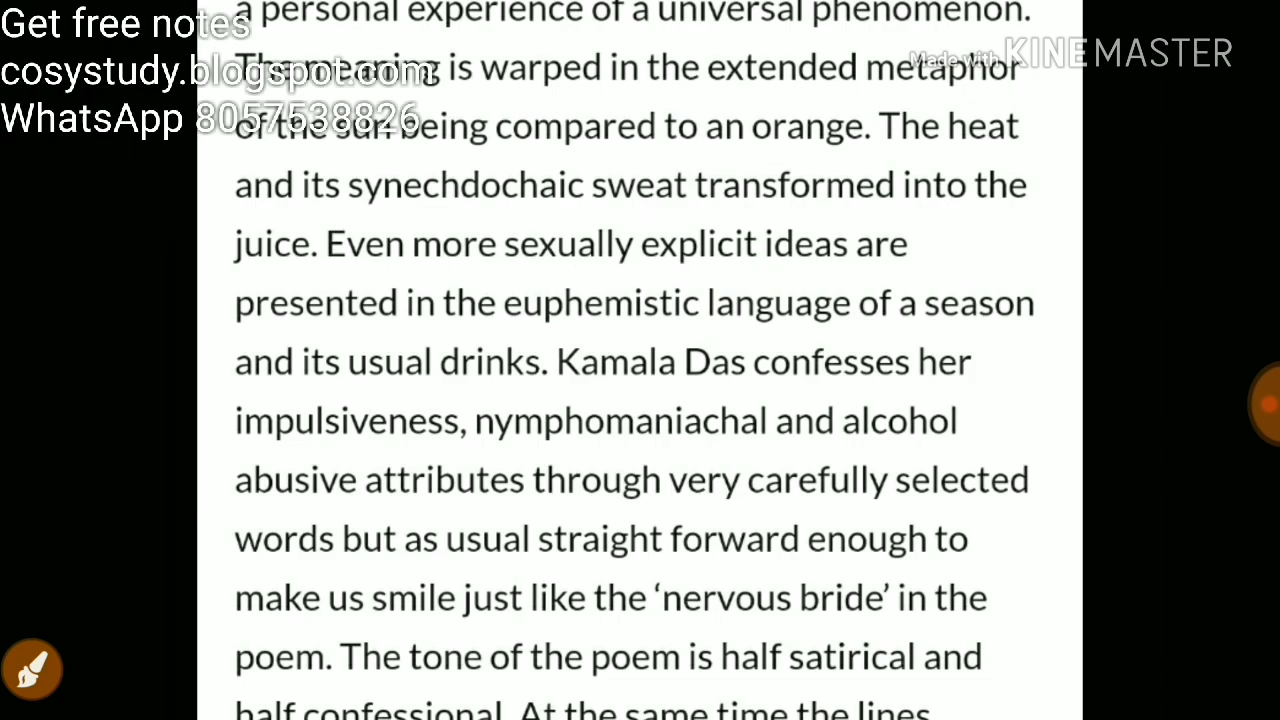 Get free notes
cosystudy.blogspot.com
WhatsApp 8057538826
Made with KINEMASTER
a personal experience of a universal phenomenon.
The meaning is warped in the extended metaphor
of the sun being compared to an orange. The heat
and its synechdochaic sweat transformed into the
juice. Even more sexually explicit ideas are
presented in the euphemistic language of a season
and its usual drinks. Kamala Das confesses her
impulsiveness, nymphomaniachal and alcohol
abusive attributes through very carefully selected
words but as usual straight forward enough to
make us smile just like the ‘nervous bride’ in the
poem. The tone of the poem is half satirical and
half confessional. At the same time the lines